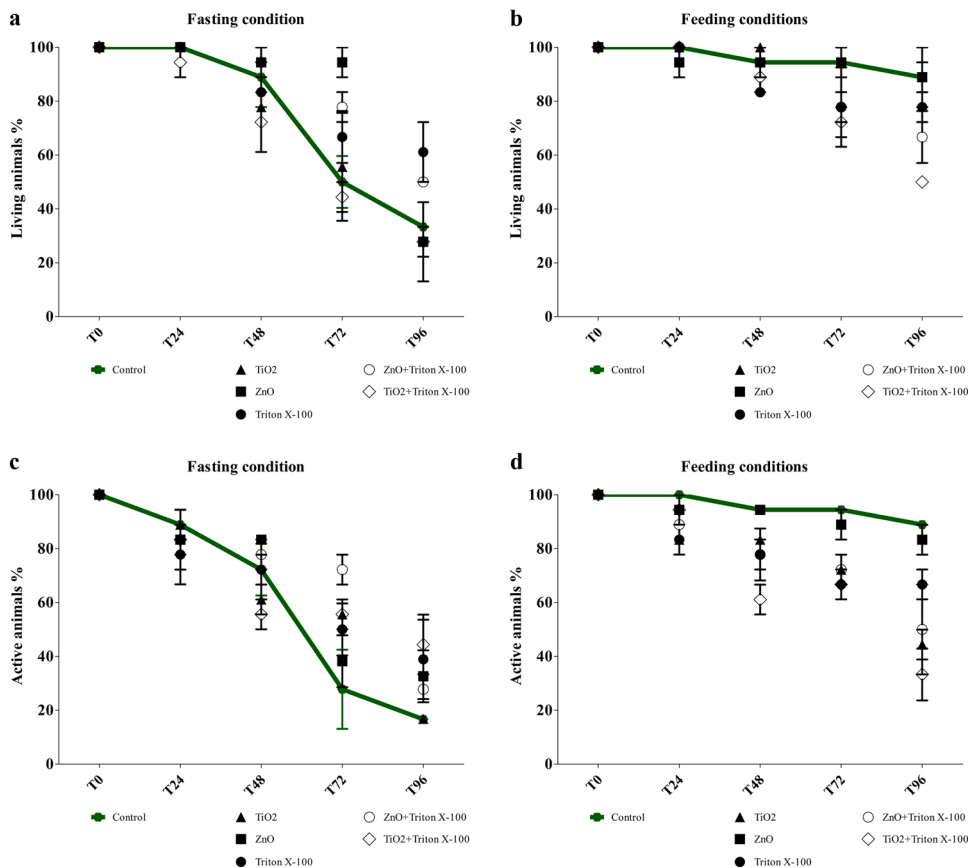 a
Fasting condition
Living animals %
100
80
60
40
20
0
T0
T24
T48
T72
T96
Control
TiO2
ZnO
Triton X-100
ZnO+Triton X-100
TiO2+Triton X-100
b
Feeding conditions
Living animals %
100
80
60
40
20
0
T0
T24
T48
T72
T96
Control
TiO2
ZnO
Triton X-100
ZnO+Triton X-100
TiO2+Triton X-100
c
Fasting condition
Active animals %
100
80
60
40
20
0
T0
T24
T48
T72
T96
Control
TiO2
ZnO
Triton X-100
ZnO+Triton X-100
TiO2+Triton X-100
d
Feeding conditions
Active animals %
100
80
60
40
20
0
T0
T24
T48
T72
T96
Control
TiO2
ZnO
Triton X-100
ZnO+Triton X-100
TiO2+Triton X-100